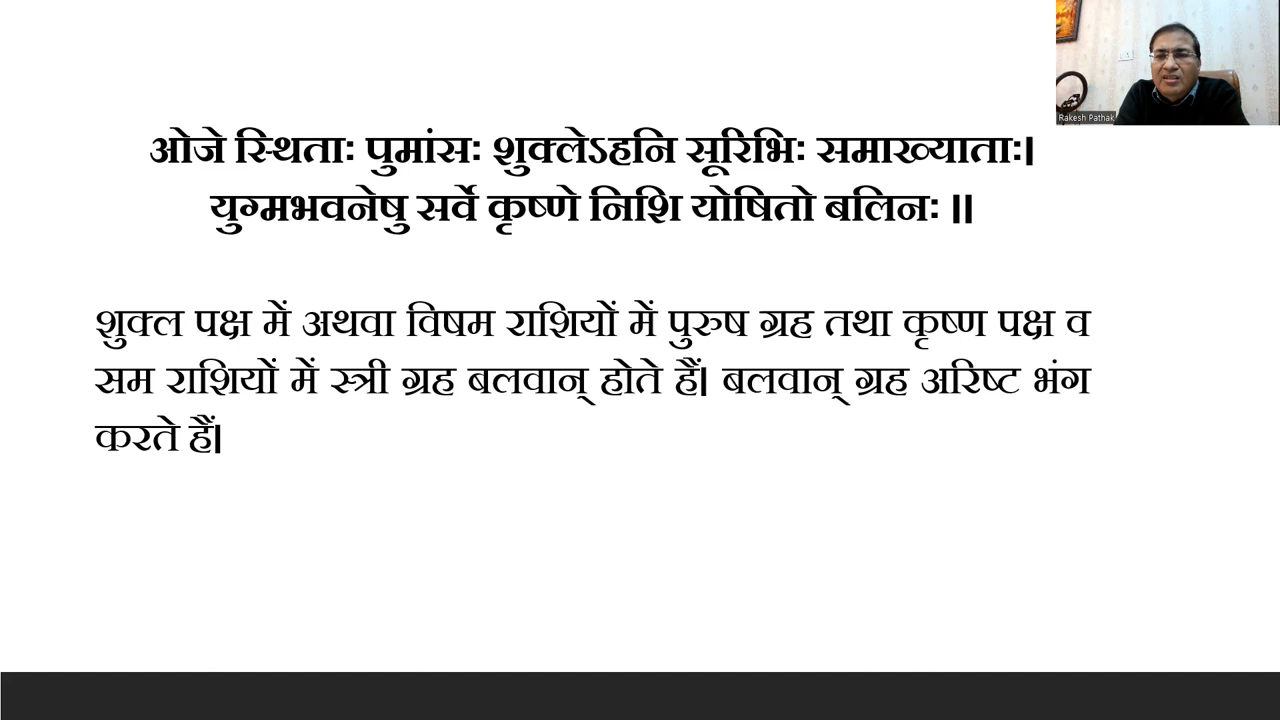 ओजे स्थिताः पुमांसः शुक्लेऽहनि सूरिभिः समाख्याताः।
युग्मभवनेषु सर्वे कृष्णे निशि योषितो बलिनः ॥
शुक्ल पक्ष में अथवा विषम राशियों में पुरुष ग्रह तथा कृष्ण पक्ष व
सम राशियों में स्त्री ग्रह बलवान् होते हैं। बलवान् ग्रह अरिष्ट भंग
करते हैं।
Rakesh Pathak